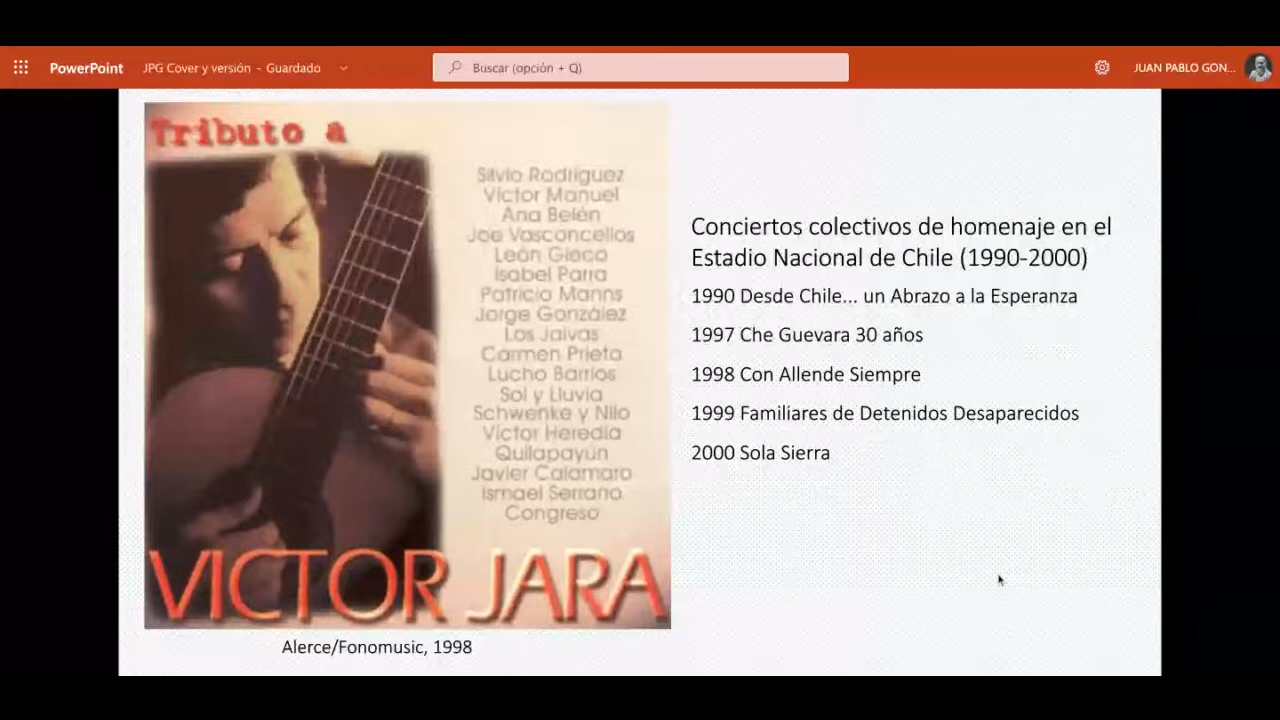 PowerPoint
JPG Cover y versión - Guardado
Buscar (opción + Q)
JUAN PABLO GON...
Tributo a
Silvio Rodríguez
Víctor Manuel
Ana Belén
Joe Vasconcellos
León Gieco
Isabel Parra
Patricio Manns
Jorge González
Los Jaivas
Carmen Prieto
Lucho Barrios
Sol y Lluvia
Schwenke y Nilo
Víctor Heredia
Quilapayún
Javier Calamaro
Ismael Serrano
Congreso
VICTOR JARA
Alerce/Fonomusic, 1998
Conciertos colectivos de homenaje en el
Estadio Nacional de Chile (1990-2000)
1990 Desde Chile... un Abrazo a la Esperanza
1997 Che Guevara 30 años
1998 Con Allende Siempre
1999 Familiares de Detenidos Desaparecidos
2000 Sola Sierra